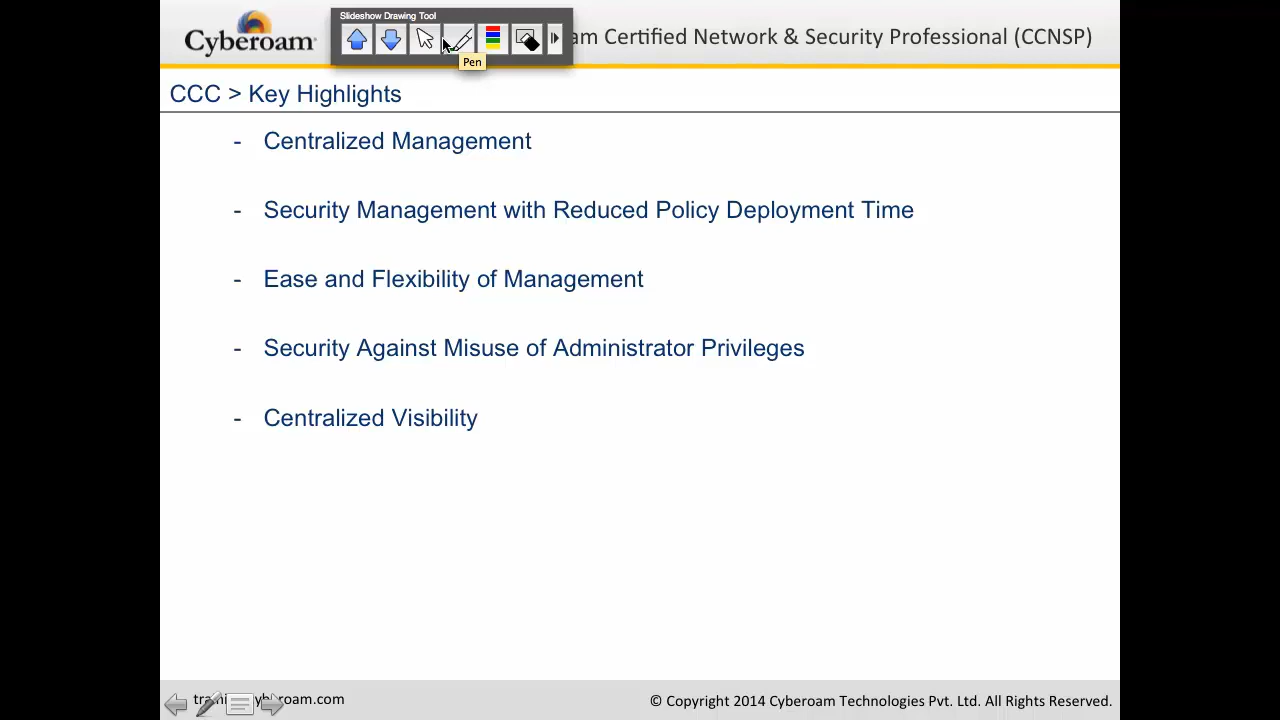 Slideshow Drawing Tool
Cyberoam
am Certified Network & Security Professional (CCNSP)
Pen
CCC > Key Highlights
- Centralized Management
- Security Management with Reduced Policy Deployment Time
- Ease and Flexibility of Management
- Security Against Misuse of Administrator Privileges
- Centralized Visibility
© Copyright 2014 Cyberoam Technologies Pvt. Ltd. All Rights Reserved.